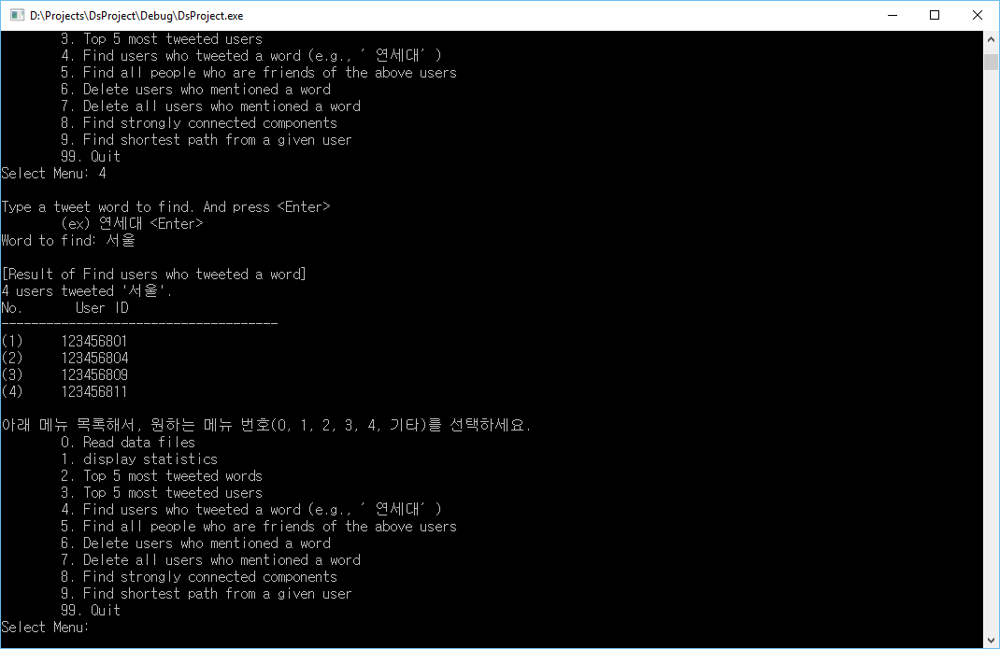 D:\Projects\DsProject\Debug\DsProject.exe
3. Top 5 most tweeted users
4. Find users who tweeted a word (e.g., ’연세대’)
5. Find all people who are friends of the above users
6. Delete users who mentioned a word
7. Delete all users who mentioned a word
8. Find strongly connected components
9. Find shortest path from a given user
99. Quit
Select Menu: 4
Type a tweet word to find. And press <Enter>
(ex) 연세대 <Enter>
Word to find: 서울
[Result of Find users who tweeted a word]
4 users tweeted '서울'.
No. User ID
-------------------------------------
(1) 123456801
(2) 123456804
(3) 123456809
(4) 123456811
아래 메뉴 목록해서, 원하는 메뉴 번호(0, 1, 2, 3, 4, 기타)를 선택하세요.
0. Read data files
1. display statistics
2. Top 5 most tweeted words
3. Top 5 most tweeted users
4. Find users who tweeted a word (e.g., ’연세대’)
5. Find all people who are friends of the above users
6. Delete users who mentioned a word
7. Delete all users who mentioned a word
8. Find strongly connected components
9. Find shortest path from a given user
99. Quit
Select Menu: